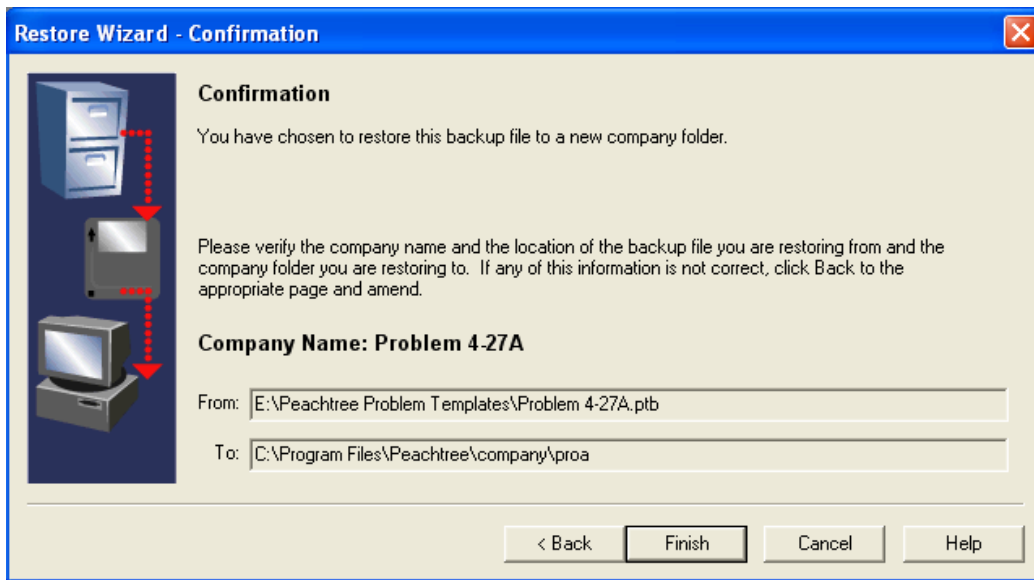 Restore Wizard - Confirmation
Confirmation
You have chosen to restore this backup file to a new company folder.
Please verify the company name and the location of the backup file you are restoring from and the
company folder you are restoring to. If any of this information is not correct, click Back to the
appropriate page and amend.
Company Name: Problem 4-27A
From: E:\Peachtree Problem Templates\Problem 4-27A.ptb
To: C:\Program Files\Peachtree\company\proa
< Back Finish Cancel Help